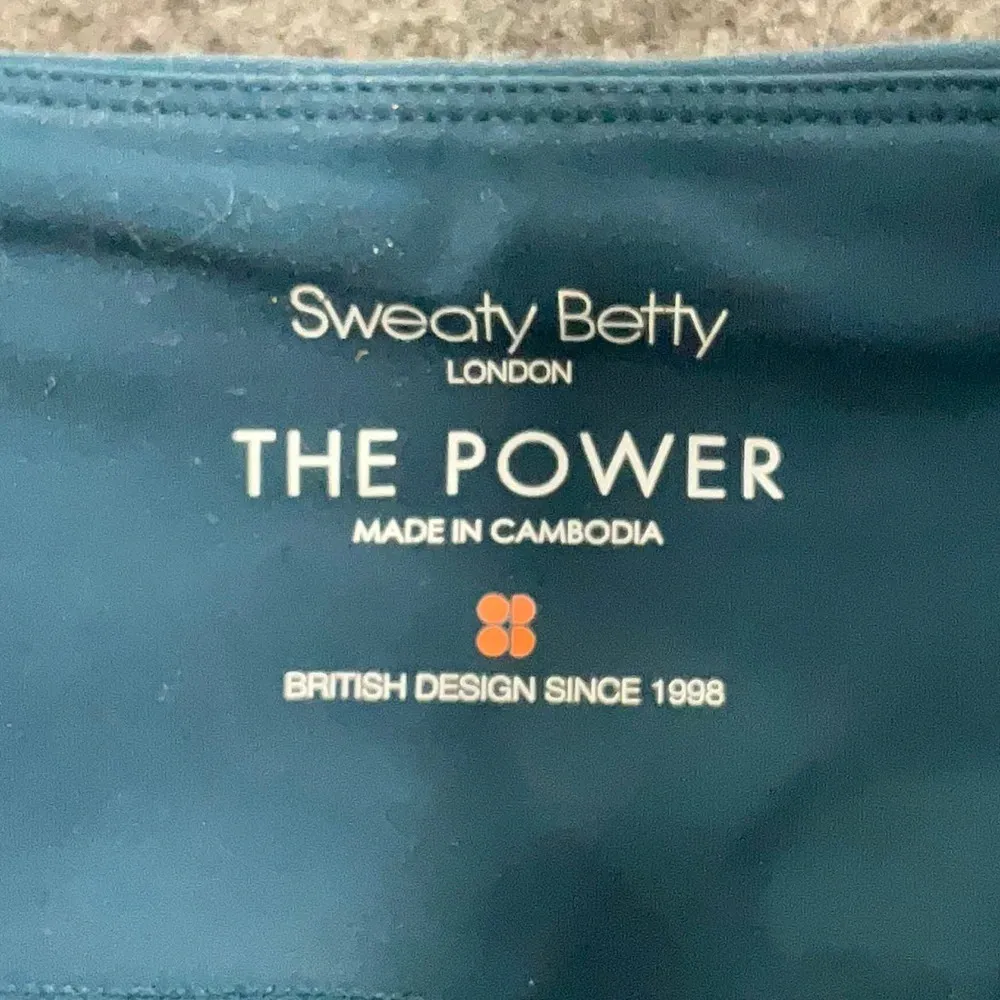 Sweaty Betty
LONDON
THE POWER
MADE IN CAMBODIA
BRITISH DESIGN SINCE 1998